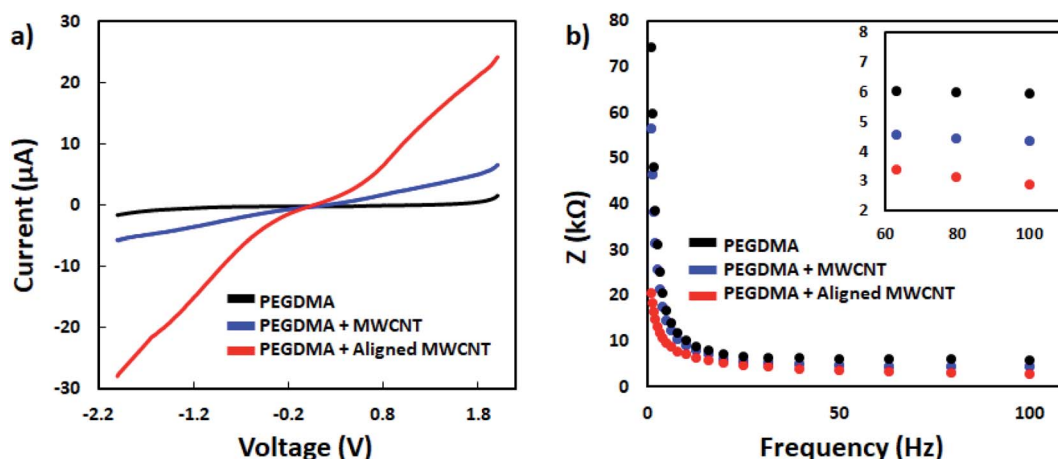 a)
30
20
10
0
-10
-20
-30
Current (µA)
PEGDMA
PEGDMA + MWCNT
PEGDMA + Aligned MWCNT
-2.2 -1.2 -0.2 0.8 1.8
Voltage (V)
b)
80
70
60
50
40
30
20
10
0
Z (kΩ)
8
7
6
5
4
3
2
60 80 100
PEGDMA
PEGDMA + MWCNT
PEGDMA + Aligned MWCNT
0 50 100
Frequency (Hz)